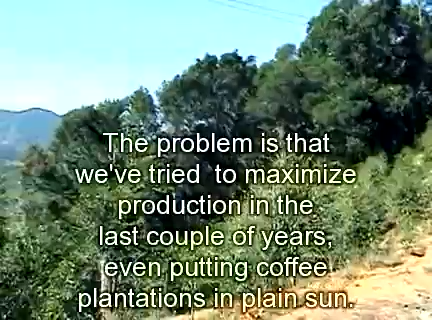 The problem is that
we've tried  to maximize
production in the
last couple of years,
even putting coffee
plantations in plain sun.